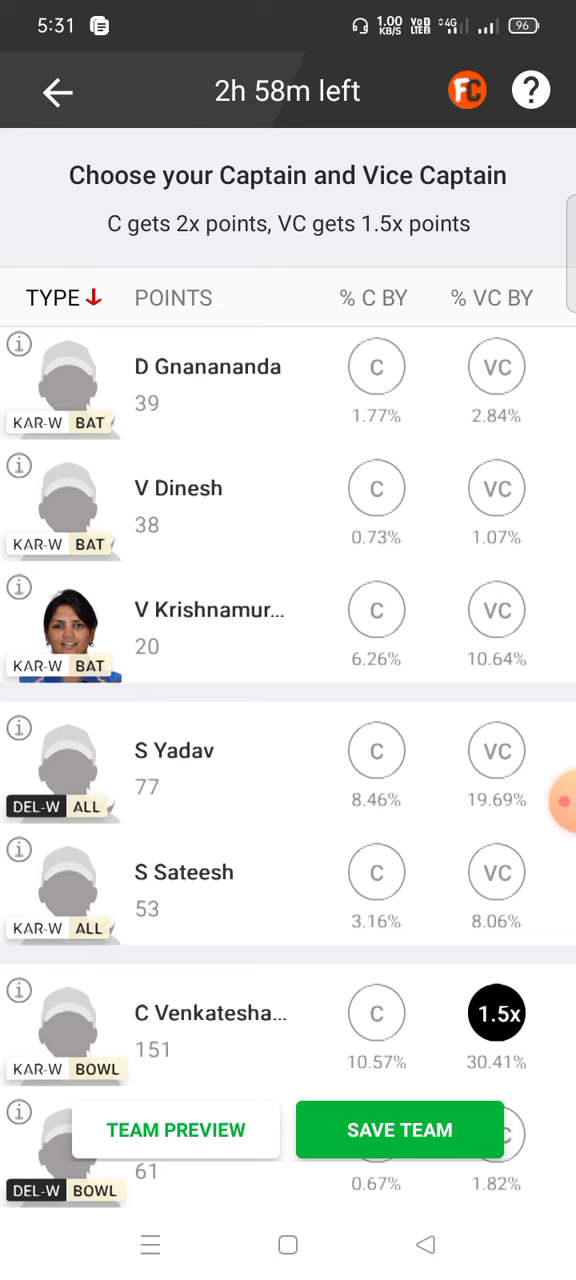 5:31 1.00 KB/S VoD LTE 4G 96
2h 58m left FC ?
Choose your Captain and Vice Captain
C gets 2x points, VC gets 1.5x points
TYPE POINTS % C BY % VC BY
i D Gnanananda C VC
39
KAR-W BAT 1.77% 2.84%
i V Dinesh C VC
38
KAR-W BAT 0.73% 1.07%
i V Krishnamur... C VC
20
KAR-W BAT 6.26% 10.64%
i S Yadav C VC
77
DEL-W ALL 8.46% 19.69%
i S Sateesh C VC
53
KAR-W ALL 3.16% 8.06%
i C Venkatesha... C 1.5x
151
KAR-W BOWL 10.57% 30.41%
i TEAM PREVIEW SAVE TEAM
61
DEL-W BOWL 0.67% 1.82%